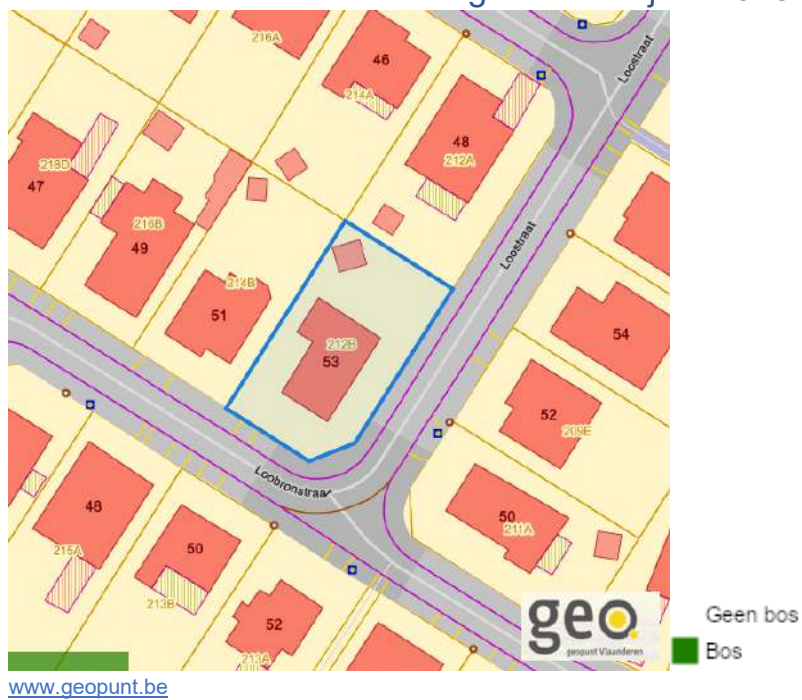 216A
46
214A
48
212A
Loostraat
218D
47
216B
49
Loostraat
214B
51
212B
53
54
52
209E
Loobronstraat
48
50
211A
215A
50
213B
52
213A
geo.
geopunt Vlaanderen
Geen bos
Bos
www.geopunt.be